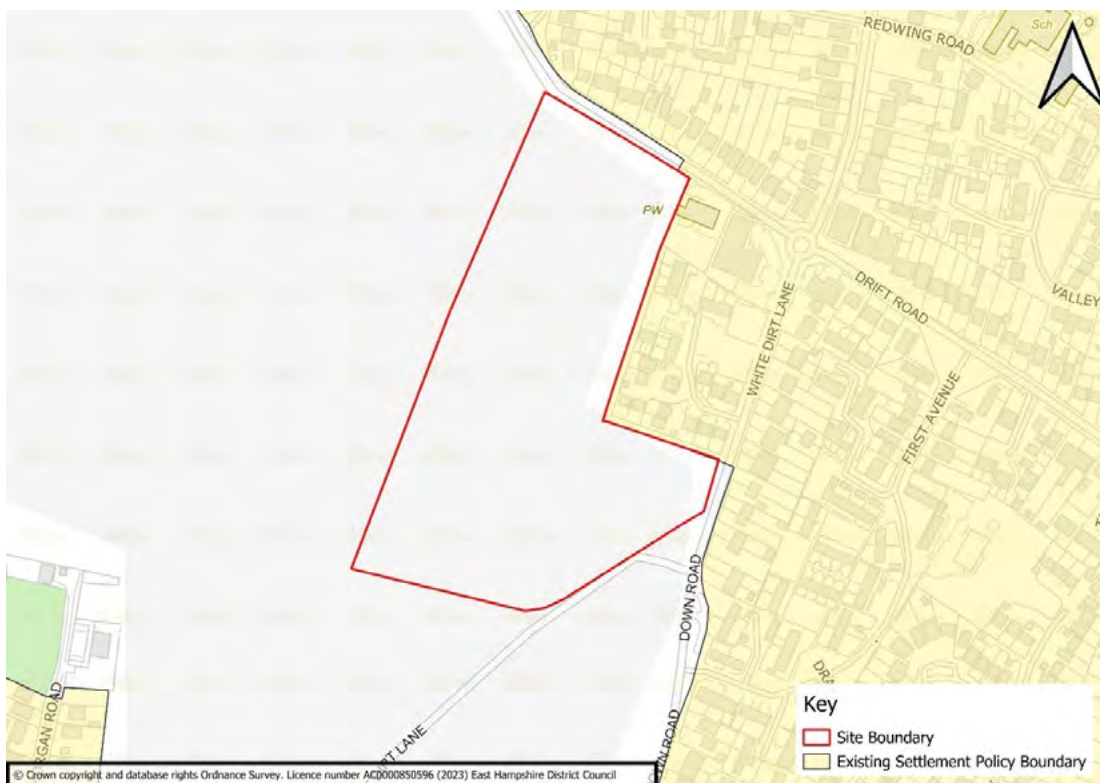 REDWING ROAD
Sch
PW
DRIFT ROAD
VALLEY
WHITE DIRT LANE
FIRST AVENUE
DOWN ROAD
LANE
ROAD
ROAD
Key
Site Boundary
Existing Settlement Policy Boundary
© Crown copyright and database rights Ordnance Survey. Licence number AC0000850596 (2023) East Hampshire District Council